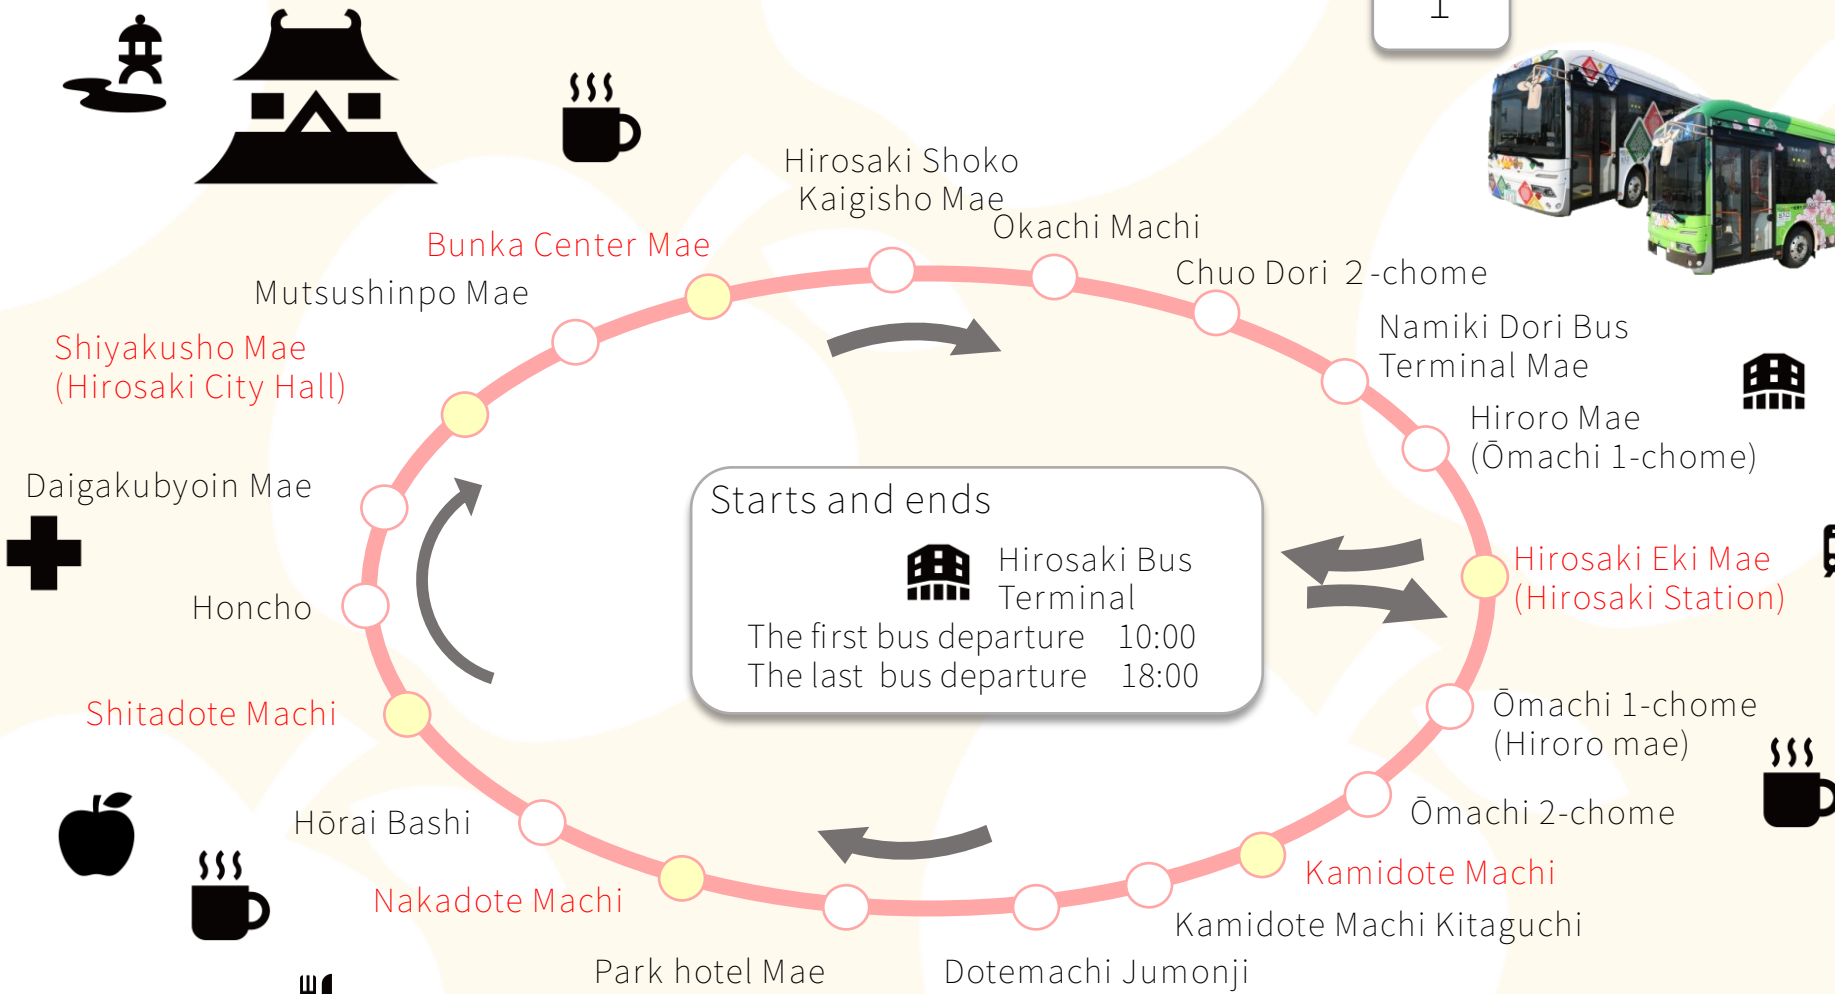 1
Hirosaki Shoko
Kaigisho Mae
Okachi Machi
Bunka Center Mae
Chuo Dori 2-chome
Mutsushinpo Mae
Namiki Dori Bus
Terminal Mae
Shiyakusho Mae
(Hirosaki City Hall)
Hiroro Mae
(Ōmachi 1-chome)
Daigakubyoin Mae
Starts and ends
Hirosaki Bus
Terminal
The first bus departure 10:00
The last bus departure 18:00
Hirosaki Eki Mae
(Hirosaki Station)
Honcho
Shitadote Machi
Ōmachi 1-chome
(Hiroro mae)
Hōrai Bashi
Ōmachi 2-chome
Nakadote Machi
Kamidote Machi
Kamidote Machi Kitaguchi
Park hotel Mae
Dotemachi Jumonji